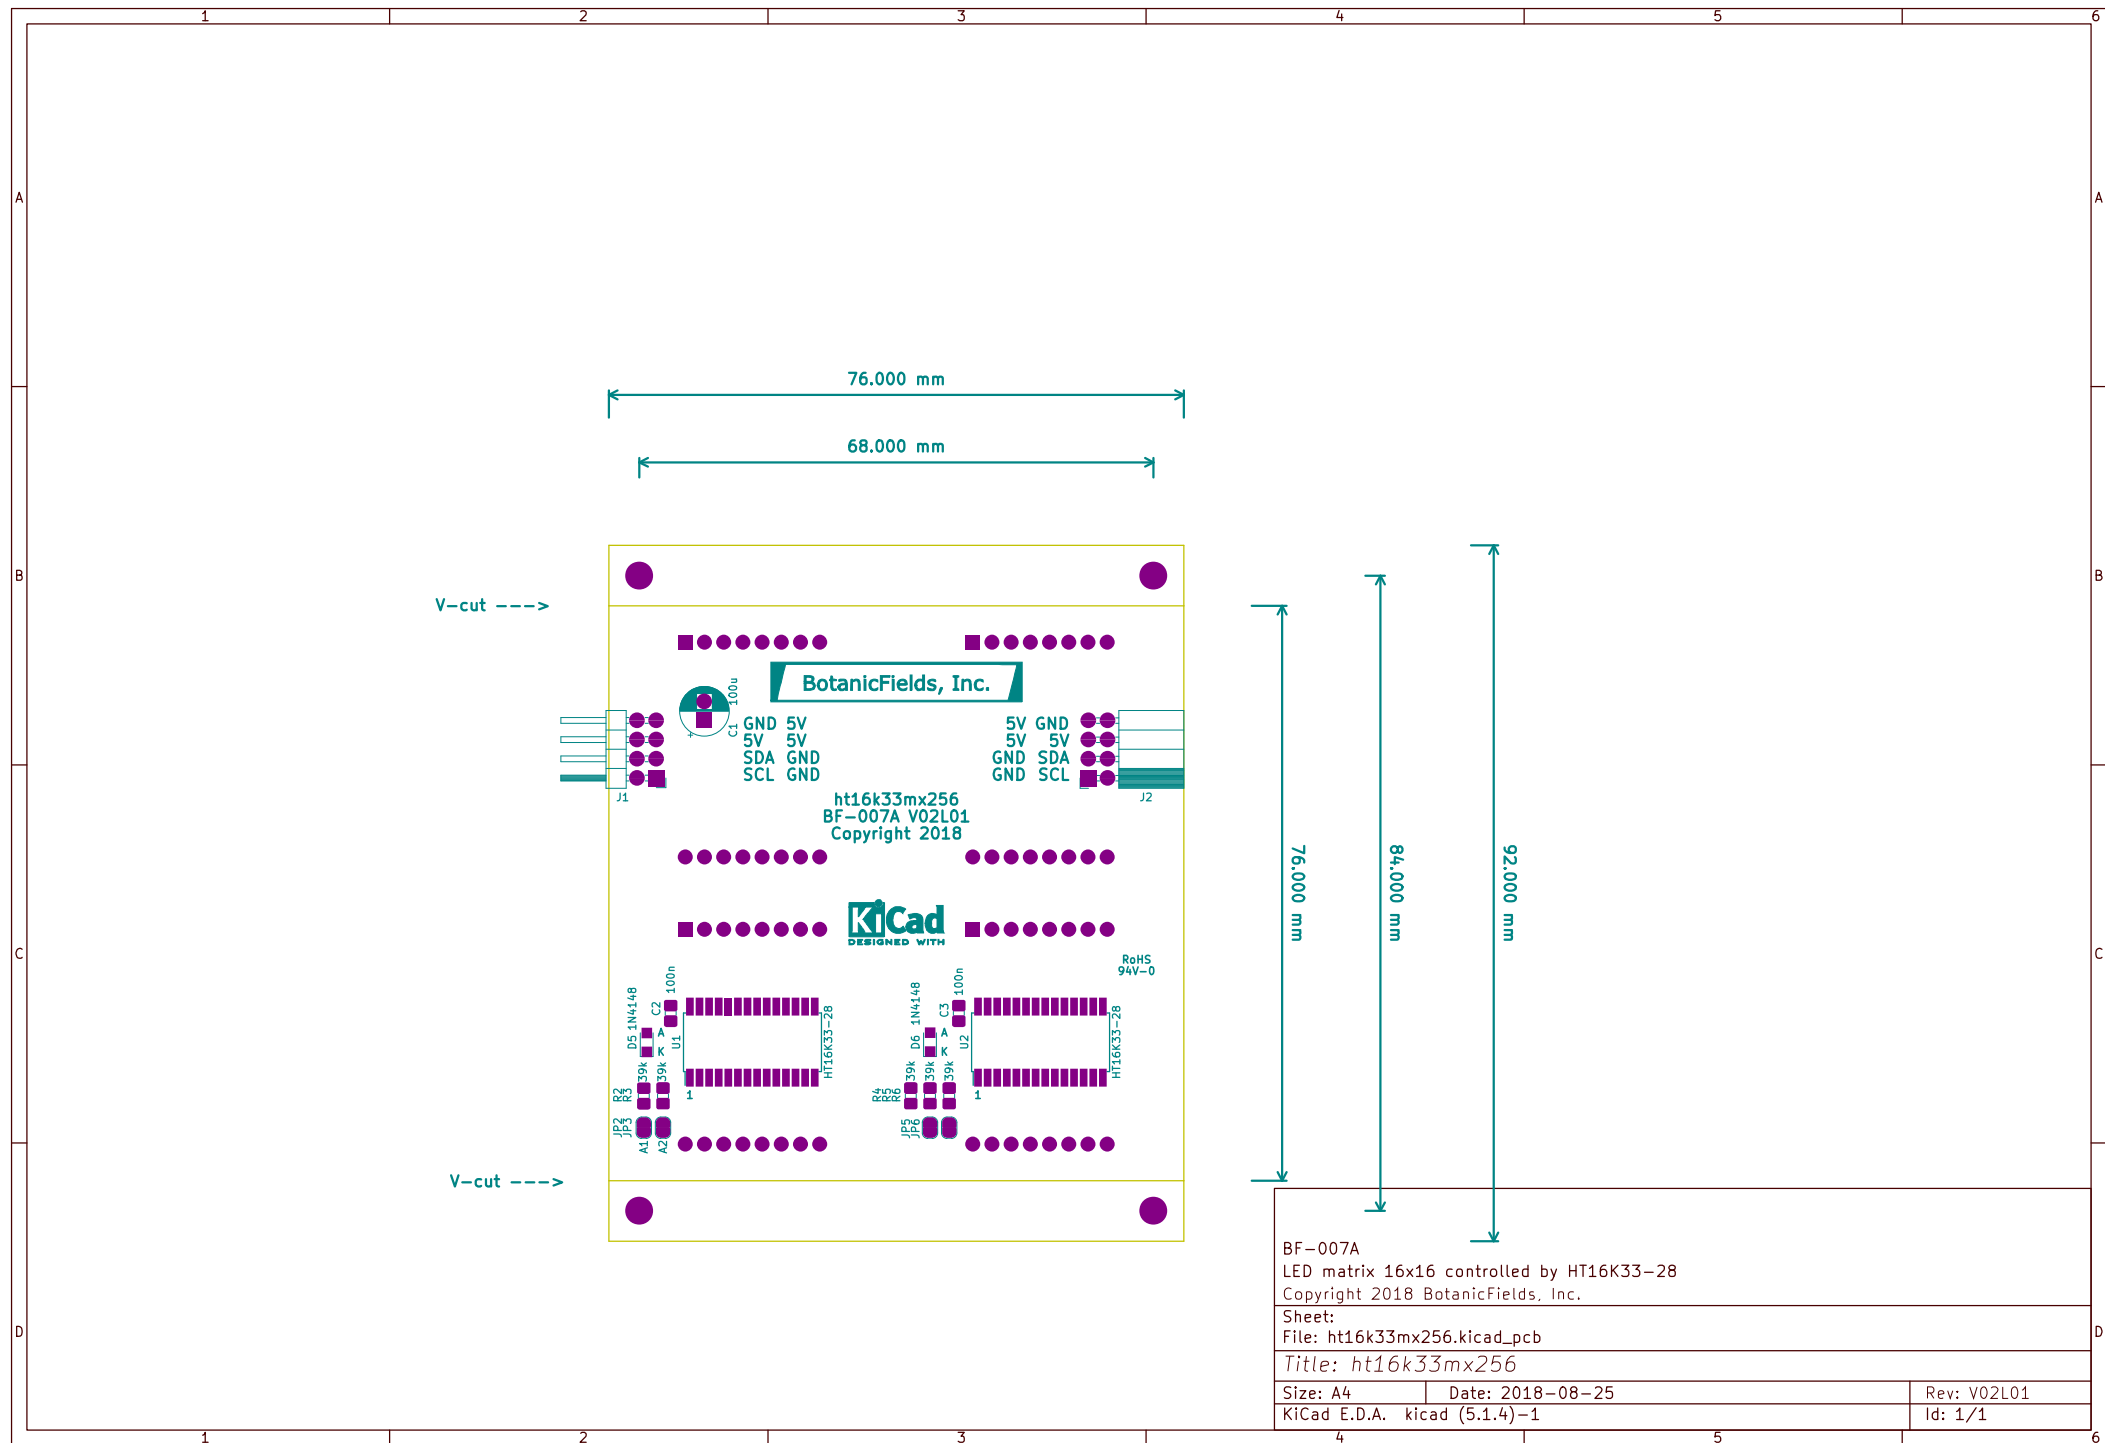 1 2 3 4 5 6
A A
76.000 mm
68.000 mm
B B
V-cut --->
BotanicFields, Inc.
100u
C1
+
GND 5V
5V 5V
SDA GND
SCL GND
5V GND
5V 5V
GND SDA
GND SCL
J1
J2
ht16k33mx256
BF-007A V02L01
Copyright 2018
76.000 mm
84.000 mm
92.000 mm
KiCad
DESIGNED WITH
C C
RoHS
94V-0
D5 1N4148
C2 100n
A
K
U1
HT16K33-28
D6 1N4148
C3 100n
A
K
U2
HT16K33-28
39k 39k
R2
R3
1
39k 39k 39k
R4
R5
R6
1
JP2
JP3
A1 A2
JP5
JP6
V-cut --->
BF-007A
LED matrix 16x16 controlled by HT16K33-28
Copyright 2018 BotanicFields, Inc.
Sheet:
File: ht16k33mx256.kicad_pcb
D D
Title: ht16k33mx256
Size: A4 Date: 2018-08-25 Rev: V02L01
KiCad E.D.A. kicad (5.1.4)-1 Id: 1/1
1 2 3 4 5 6